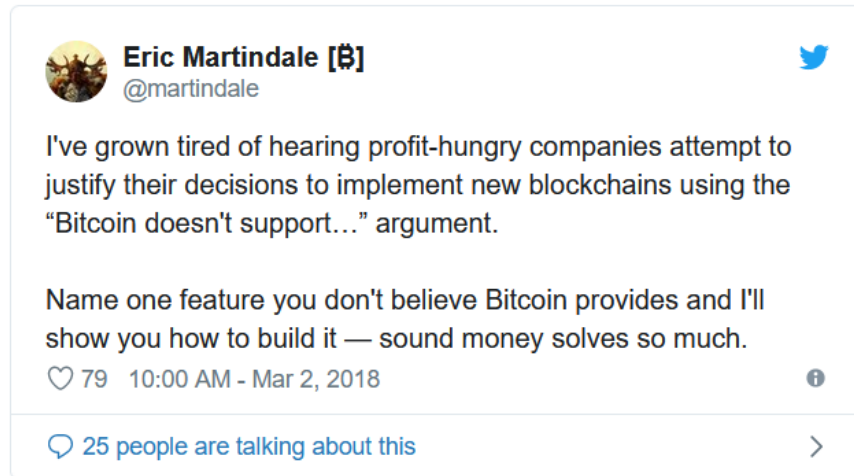 Eric Martindale [₿]
@martindale
I've grown tired of hearing profit-hungry companies attempt to
justify their decisions to implement new blockchains using the
“Bitcoin doesn't support…” argument.
Name one feature you don't believe Bitcoin provides and I'll
show you how to build it — sound money solves so much.
79 10:00 AM - Mar 2, 2018
25 people are talking about this